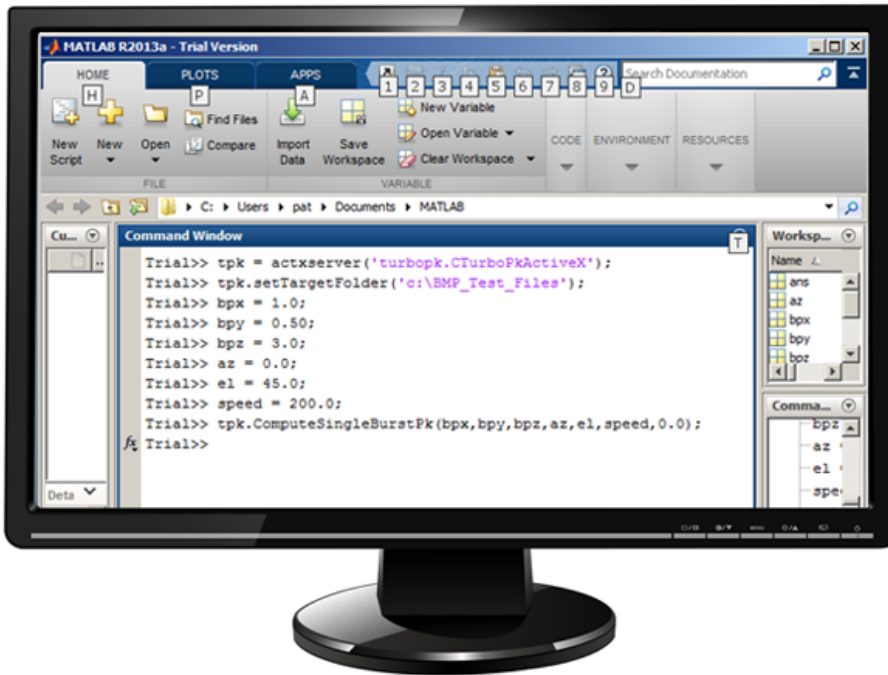 MATLAB R2013a - Trial Version
HOME PLOTS APPS
H P A 1 2 3 4 5 6 7 8 9 D
Search Documentation
New Script
New
Open
Find Files
Compare
Import Data
Save Workspace
New Variable
Open Variable
Clear Workspace
CODE ENVIRONMENT RESOURCES
FILE VARIABLE
C: Users pat Documents MATLAB
Cu... Command Window T Worksp...
Name
ans
az
bpx
bpy
bpz
Trial>> tpk = actxserver('turbopk.CTurboPkActiveX');
Trial>> tpk.setTargetFolder('c:\BMP_Test_Files');
Trial>> bpx = 1.0;
Trial>> bpy = 0.50;
Trial>> bpz = 3.0;
Trial>> az = 0.0;
Trial>> el = 45.0;
Trial>> speed = 200.0;
Trial>> tpk.ComputeSingleBurstPk(bpx,bpy,bpz,az,el,speed,0.0);
fx Trial>>
Comma...
bpz
az =
el =
spe
Deta